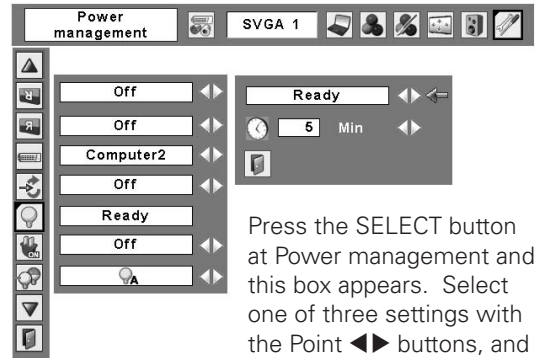 Power
management
SVGA 1
Off
Off
Computer2
Off
Ready
Off
A
Ready
5 Min
R
R
ON
Press the SELECT button
at Power management and
this box appears. Select
one of three settings with
the Point ◀▶ buttons, and